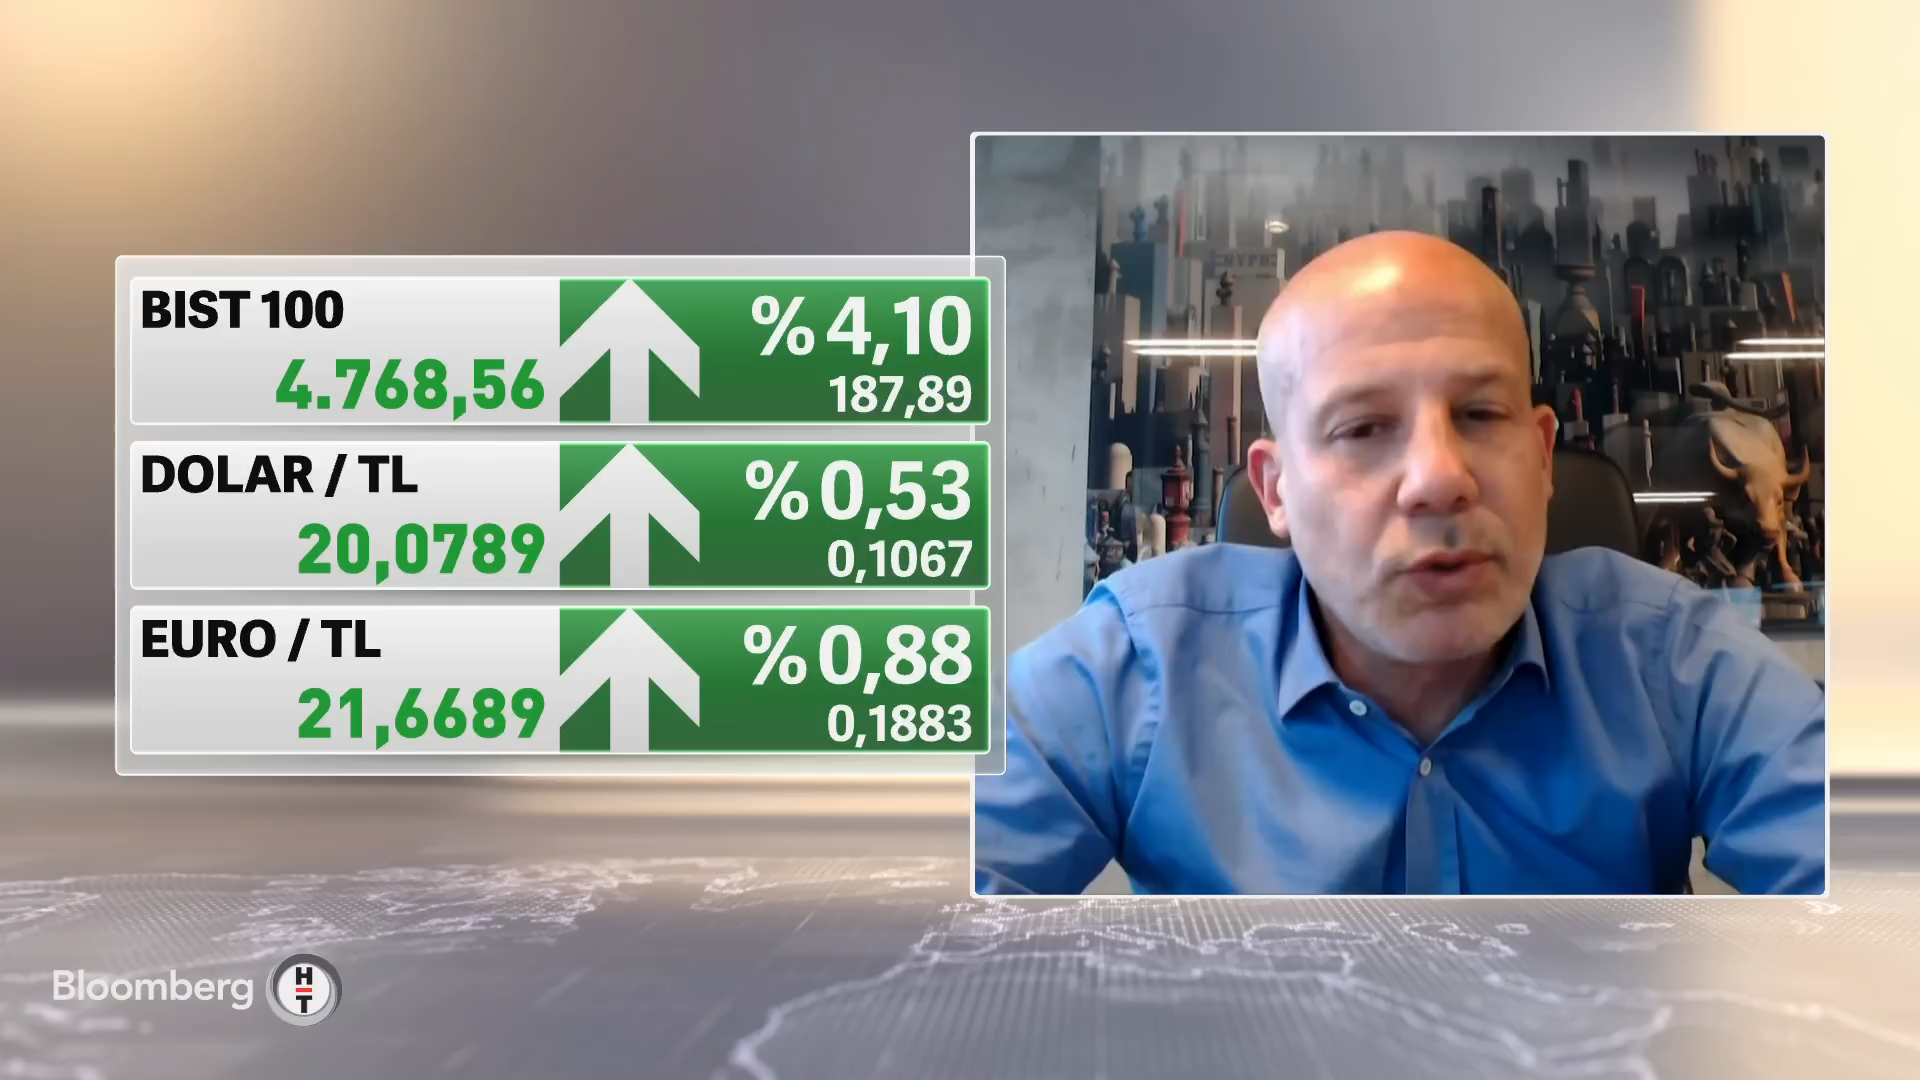 BIST 100
4.768,56
%4,10
187,89
DOLAR / TL
20,0789
%0,53
0,1067
EURO / TL
21,6689
%0,88
0,1883
Bloomberg HT